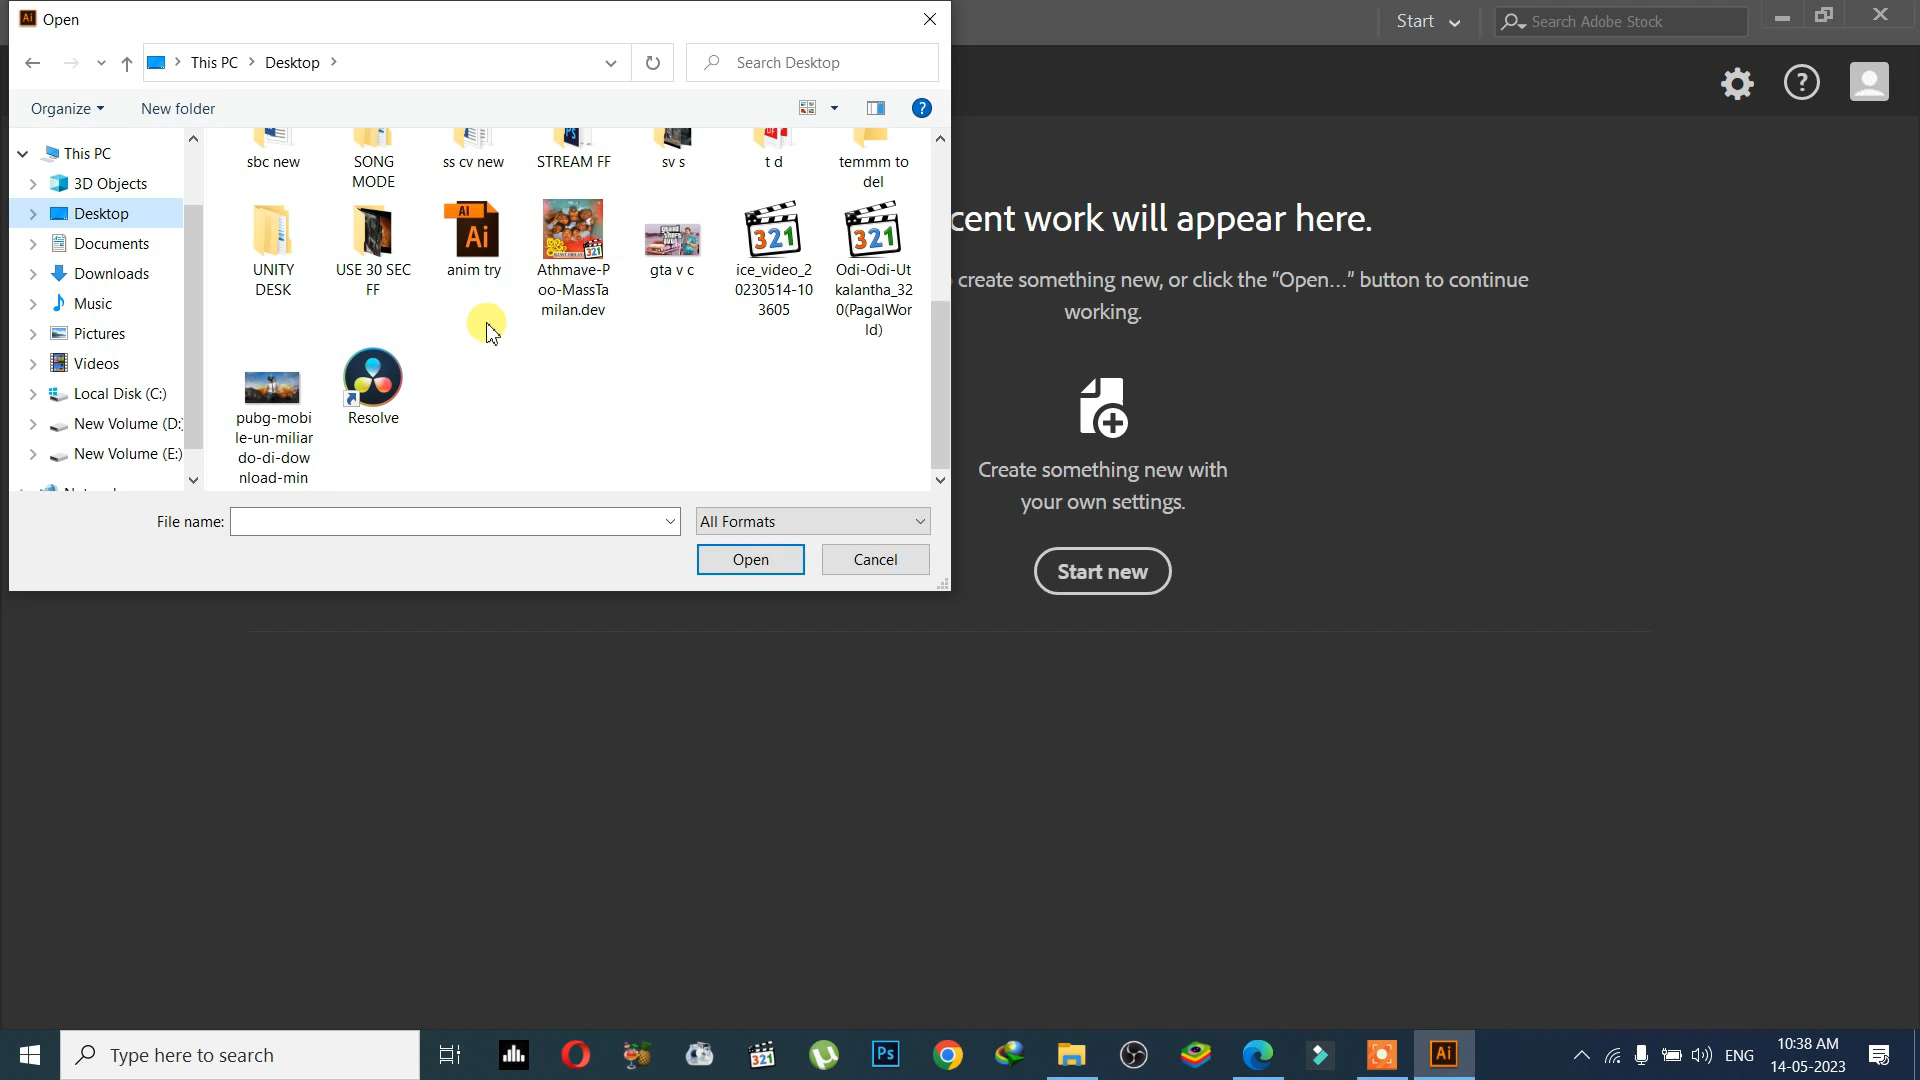 Open
This PC > Desktop >
Search Desktop
Organize
New folder
This PC
3D Objects
Desktop
Documents
Downloads
Music
Pictures
Videos
Local Disk (C:)
New Volume (D:)
New Volume (E:)
sbc new
SONG
MODE
ss cv new
STREAM FF
sv s
t d
temmm to
del
UNITY
DESK
USE 30 SEC
FF
anim try
Athmave-P
oo-MassTa
milan.dev
gta v c
ice_video_2
0230514-10
3605
Odi-Odi-Ut
kalantha_32
0(PagalWor
ld)
pubg-mobi
le-un-miliar
do-di-dow
nload-min
Resolve
File name:
All Formats
Open
Cancel
Start
Search Adobe Stock
cent work will appear here.
create something new, or click the “Open...” button to continue
working.
Create something new with
your own settings.
Start new
Type here to search
ENG
10:38 AM
14-05-2023